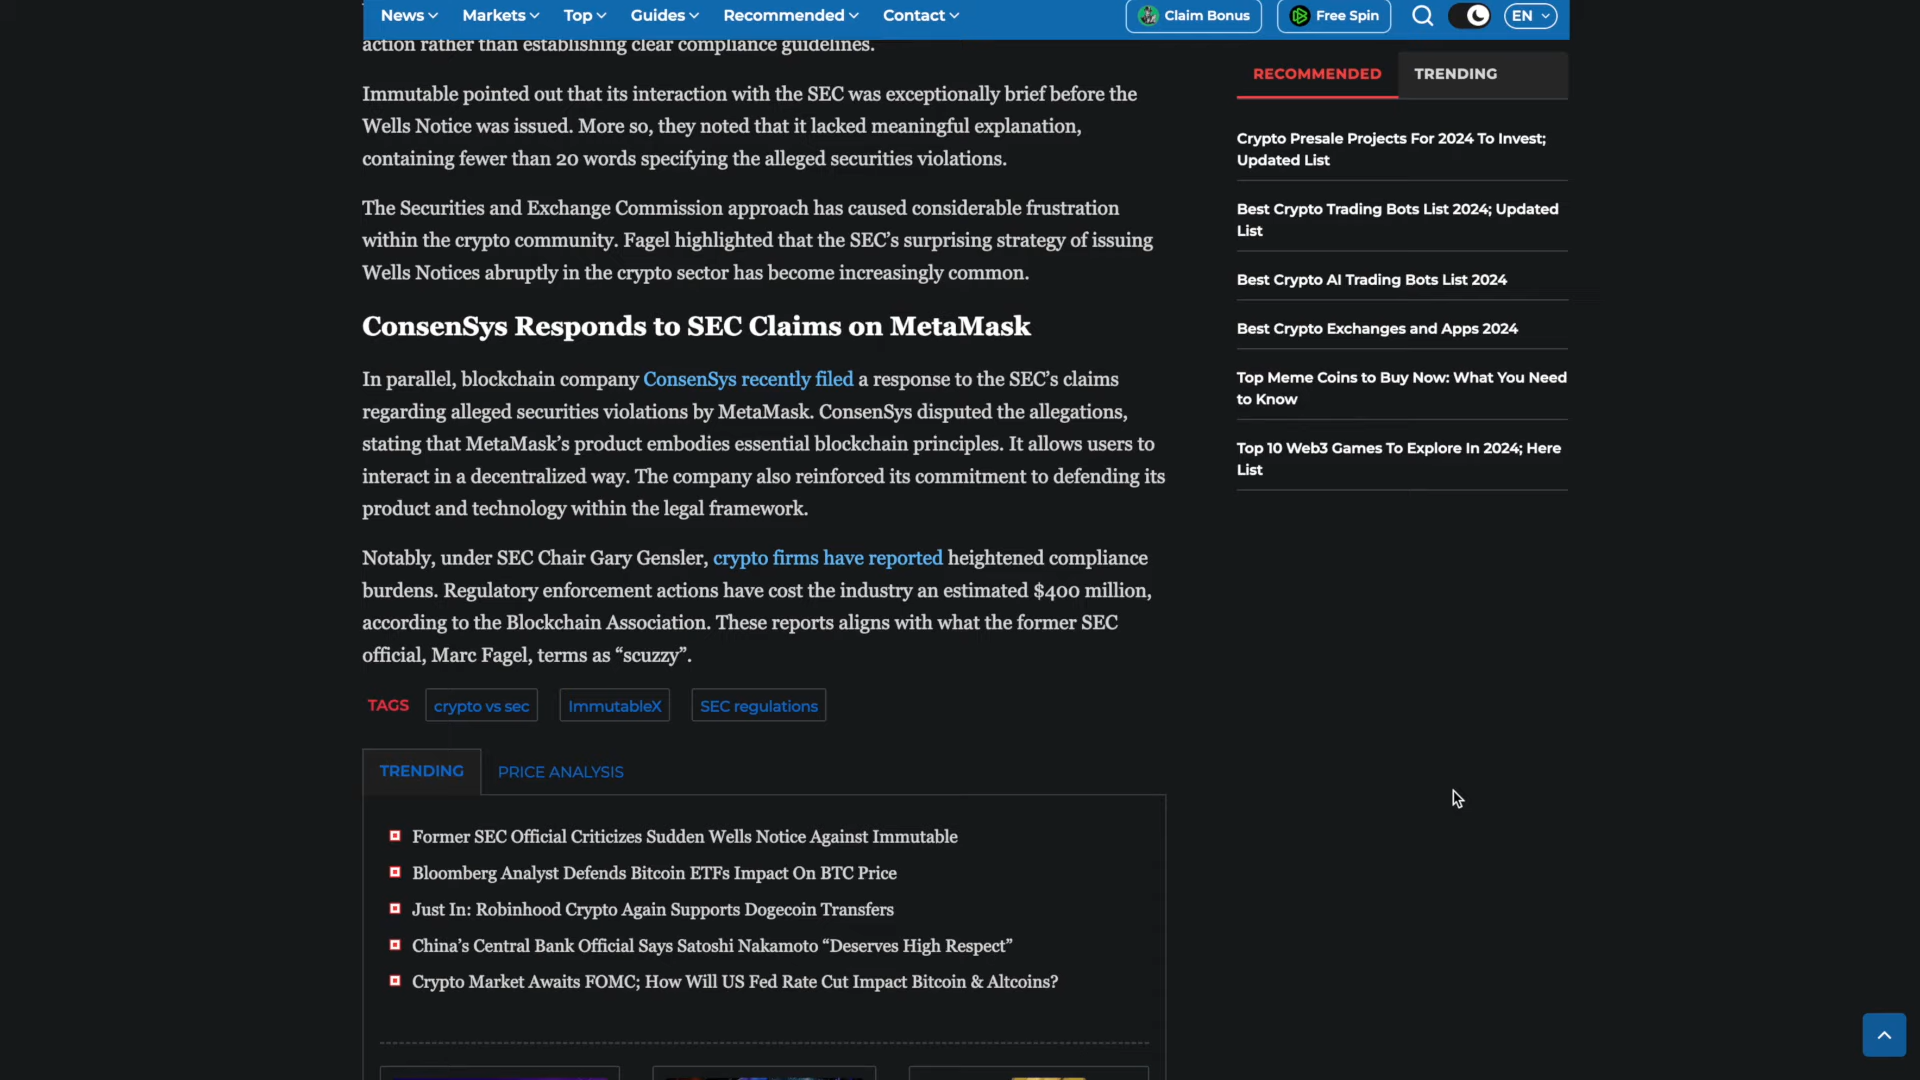 News Markets Top Guides Recommended Contact Claim Bonus Free Spin EN
action rather than establishing clear compliance guidelines.
Immutable pointed out that its interaction with the SEC was exceptionally brief before the
Wells Notice was issued. More so, they noted that it lacked meaningful explanation,
containing fewer than 20 words specifying the alleged securities violations.
The Securities and Exchange Commission approach has caused considerable frustration
within the crypto community. Fagel highlighted that the SEC’s surprising strategy of issuing
Wells Notices abruptly in the crypto sector has become increasingly common.
ConsenSys Responds to SEC Claims on MetaMask
In parallel, blockchain company ConsenSys recently filed a response to the SEC’s claims
regarding alleged securities violations by MetaMask. ConsenSys disputed the allegations,
stating that MetaMask’s product embodies essential blockchain principles. It allows users to
interact in a decentralized way. The company also reinforced its commitment to defending its
product and technology within the legal framework.
Notably, under SEC Chair Gary Gensler, crypto firms have reported heightened compliance
burdens. Regulatory enforcement actions have cost the industry an estimated $400 million,
according to the Blockchain Association. These reports aligns with what the former SEC
official, Marc Fagel, terms as “scuzzy”.
TAGS crypto vs sec ImmutableX SEC regulations
TRENDING PRICE ANALYSIS
Former SEC Official Criticizes Sudden Wells Notice Against Immutable
Bloomberg Analyst Defends Bitcoin ETFs Impact On BTC Price
Just In: Robinhood Crypto Again Supports Dogecoin Transfers
China’s Central Bank Official Says Satoshi Nakamoto “Deserves High Respect”
Crypto Market Awaits FOMC; How Will US Fed Rate Cut Impact Bitcoin & Altcoins?
RECOMMENDED TRENDING
Crypto Presale Projects For 2024 To Invest;
Updated List
Best Crypto Trading Bots List 2024; Updated
List
Best Crypto AI Trading Bots List 2024
Best Crypto Exchanges and Apps 2024
Top Meme Coins to Buy Now: What You Need
to Know
Top 10 Web3 Games To Explore In 2024; Here
List